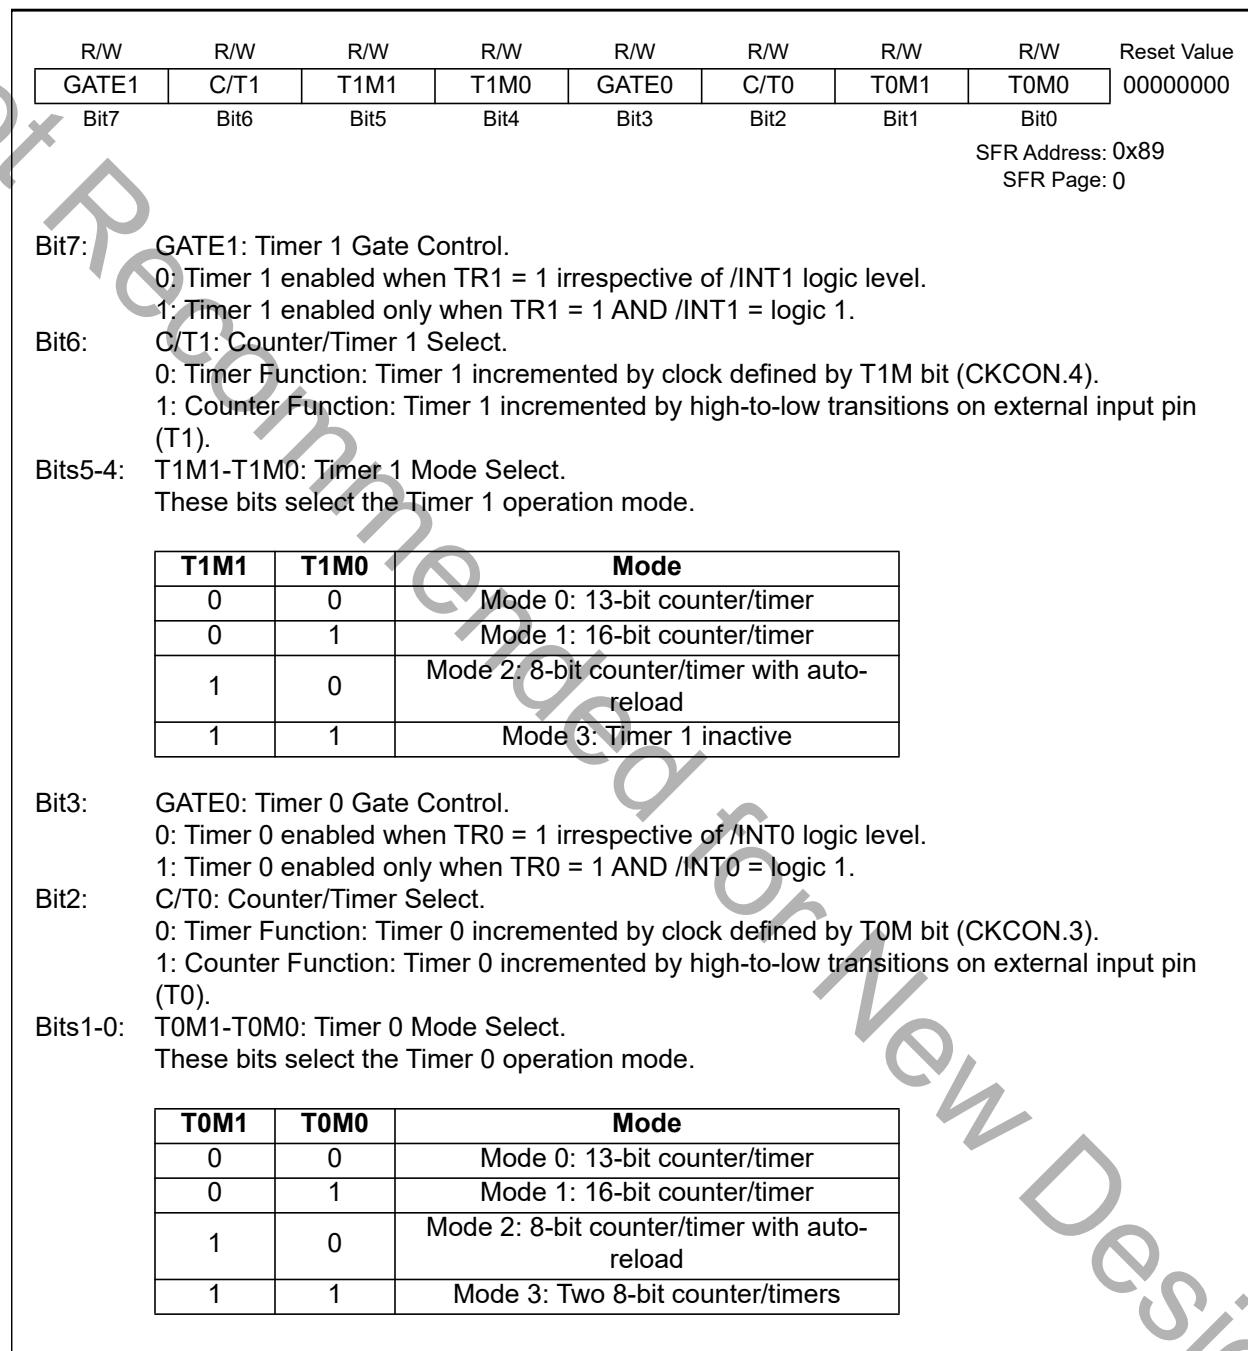 R/W R/W R/W R/W R/W R/W R/W R/W Reset Value
GATE1 C/T1 T1M1 T1M0 GATE0 C/T0 T0M1 T0M0 00000000
Bit7 Bit6 Bit5 Bit4 Bit3 Bit2 Bit1 Bit0
SFR Address: 0x89
SFR Page: 0
Bit7: GATE1: Timer 1 Gate Control.
0: Timer 1 enabled when TR1 = 1 irrespective of /INT1 logic level.
1: Timer 1 enabled only when TR1 = 1 AND /INT1 = logic 1.
Bit6: C/T1: Counter/Timer 1 Select.
0: Timer Function: Timer 1 incremented by clock defined by T1M bit (CKCON.4).
1: Counter Function: Timer 1 incremented by high-to-low transitions on external input pin
(T1).
Bits5-4: T1M1-T1M0: Timer 1 Mode Select.
These bits select the Timer 1 operation mode.
T1M1 T1M0 Mode
0 0 Mode 0: 13-bit counter/timer
0 1 Mode 1: 16-bit counter/timer
1 0 Mode 2: 8-bit counter/timer with auto-
reload
1 1 Mode 3: Timer 1 inactive
Bit3: GATE0: Timer 0 Gate Control.
0: Timer 0 enabled when TR0 = 1 irrespective of /INT0 logic level.
1: Timer 0 enabled only when TR0 = 1 AND /INT0 = logic 1.
Bit2: C/T0: Counter/Timer Select.
0: Timer Function: Timer 0 incremented by clock defined by T0M bit (CKCON.3).
1: Counter Function: Timer 0 incremented by high-to-low transitions on external input pin
(T0).
Bits1-0: T0M1-T0M0: Timer 0 Mode Select.
These bits select the Timer 0 operation mode.
T0M1 T0M0 Mode
0 0 Mode 0: 13-bit counter/timer
0 1 Mode 1: 16-bit counter/timer
1 0 Mode 2: 8-bit counter/timer with auto-
reload
1 1 Mode 3: Two 8-bit counter/timers
Recommended for New